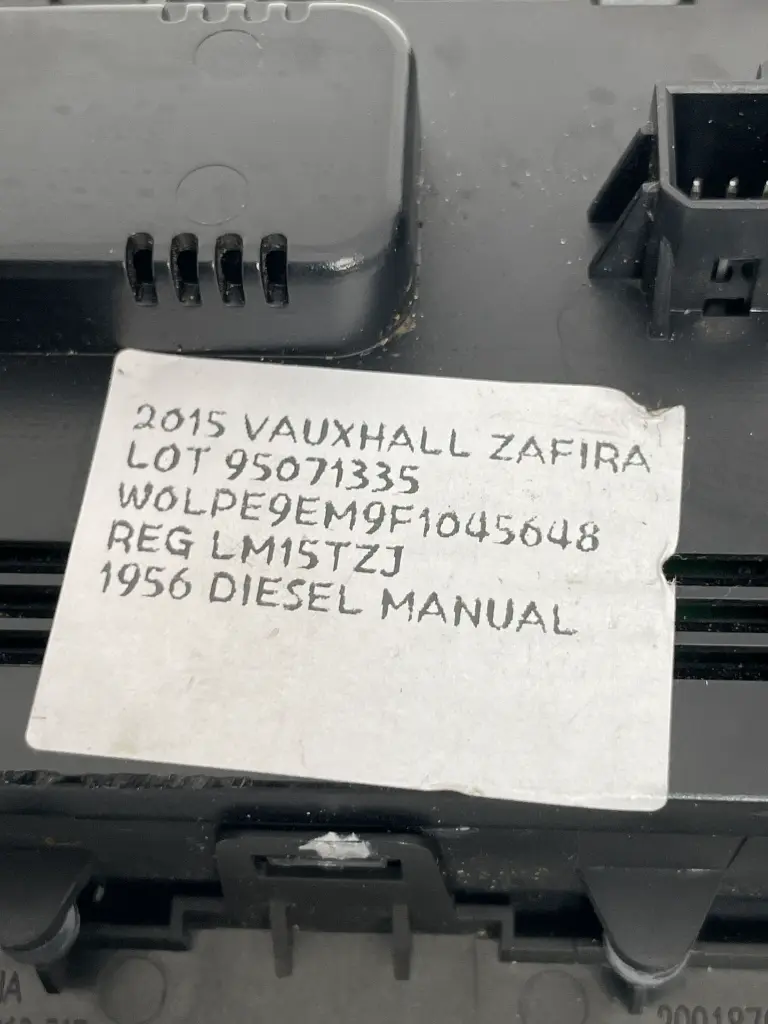 2015 VAUXHALL ZAFIRA
LOT 95071335
W0LPE9EM9F1045648
REG LM15TZJ
1956 DIESEL MANUAL